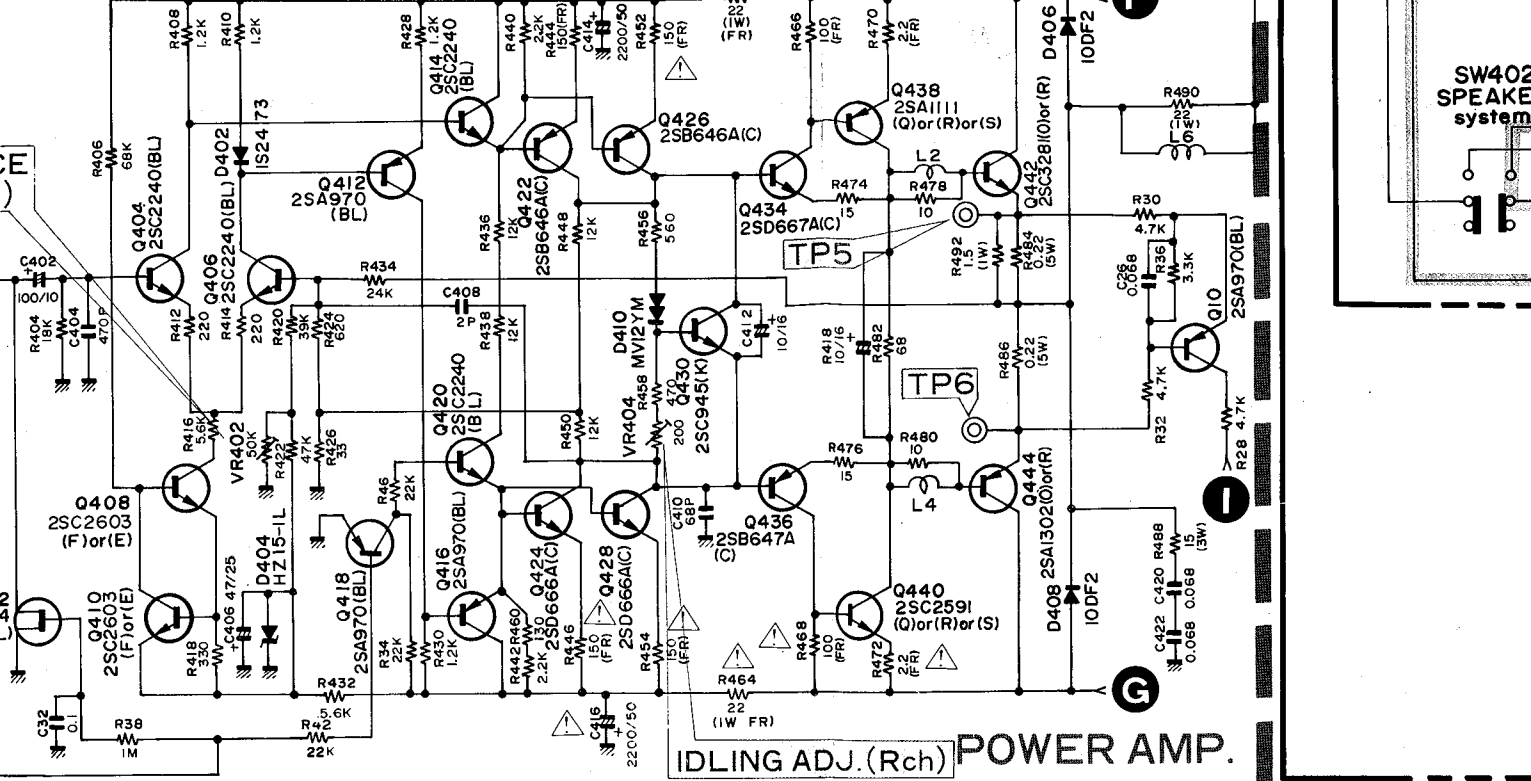 R408
1.2K
R410
1.2K
R428
1.2K
Q414
2SC2240
(BL)
R440
2.2K
R444
150(FR)
C414
+
2200/50
R452
150
(FR)
22
(1W)
(FR)
R466
100
(FR)
R470
2.2
(FR)
D406
10DF2
SW402
SPEAKE
system
R490
22
(1W)
L6
Q438
2SA1111
(Q)or(R)or(S)
Q426
2SB646A(C)
R406
68K
D402
1S2473
Q404
2SC2240(BL)
Q406
2SC2240(BL)
Q412
2SA970
(BL)
R436
12K
Q422
2SB646A(C)
R448
12K
R456
560
Q434
2SD667A(C)
R474
15
L2
R478
10
Q442
2SC3281(O)or(R)
CE
)
TP5
R492
1.5
(1W)
R484
0.22
(5W)
R30
4.7K
C26
0.068
R36
3.3K
Q10
2SA970(BL)
C402
+
100/10
R404
18K
C404
470P
R412
220
R414
220
R420
39K
R424
620
R434
24K
C408
2P
R438
12K
D410
MV12YM
C412
+
10/16
Q430
2SC945(K)
R458
470
VR404
200
R418
10/16
+
R482
68
R486
0.22
(5W)
TP6
R32
4.7K
R28
4.7K
I
R416
5.6K
VR402
50K
R422
47K
R426
33
Q420
2SC2240
(BL)
R450
12K
R476
15
R480
10
L4
Q444
2SA1302(O)or(R)
Q408
2SC2603
(F)or(E)
R46
22K
D404
HZ15-1L
Q418
2SA970(BL)
Q416
2SA970(BL)
Q424
2SD666A(C)
Q428
2SD666A(C)
C410
68P
Q436
2SB647A
(C)
Q440
2SC2591
(Q)or(R)or(S)
D408
10DF2
R488
15
(3W)
C420
0.068
C422
0.068
Q410
2SC2603
(F)or(E)
R418
330
C406 47/25
+
R34
22K
R430
1.2K
R460
130
R442
2.2K
R446
150
(FR)
R454
150
(FR)
R468
100
(FR)
R472
2.2
(FR)
R432
5.6K
R464
22
(1W FR)
G
C32
0.1
R38
1M
R42
22K
C416
+
2200/50
IDLING ADJ.(Rch)
POWER AMP.